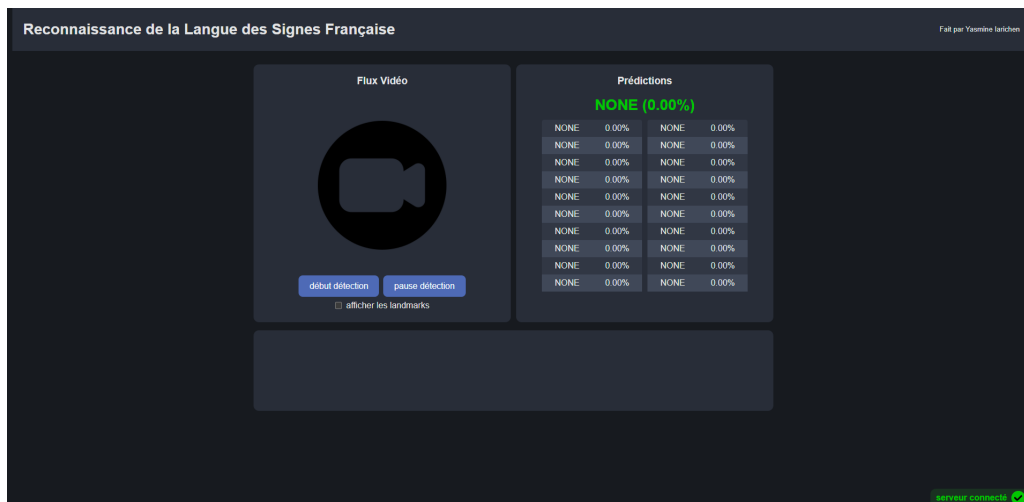 Reconnaissance de la Langue des Signes Française
Fait par Yasmine Iarichen
Flux Vidéo
début détection pause détection
afficher les landmarks
Prédictions
NONE (0.00%)
NONE 0.00% NONE 0.00%
NONE 0.00% NONE 0.00%
NONE 0.00% NONE 0.00%
NONE 0.00% NONE 0.00%
NONE 0.00% NONE 0.00%
NONE 0.00% NONE 0.00%
NONE 0.00% NONE 0.00%
NONE 0.00% NONE 0.00%
NONE 0.00% NONE 0.00%
NONE 0.00% NONE 0.00%
serveur connecté